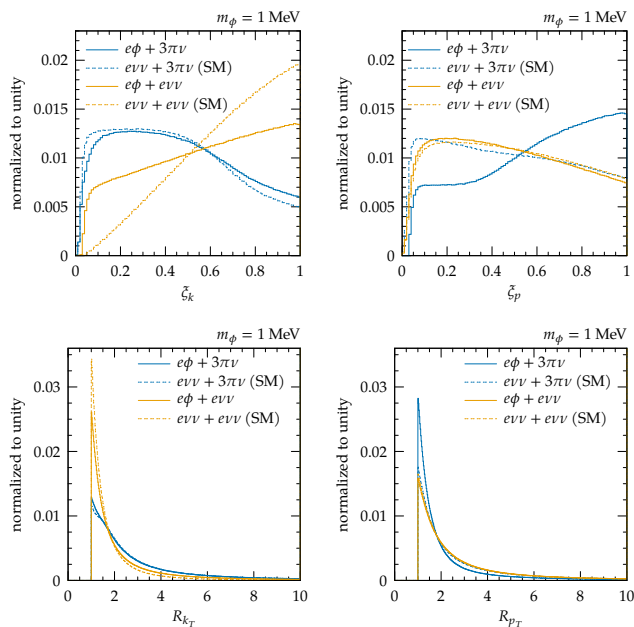 m_ϕ = 1 MeV
normalized to unity
0.02
0.015
0.01
0.005
0
eϕ + 3πν
eνν + 3πν (SM)
eϕ + eνν
eνν + eνν (SM)
0 0.2 0.4 0.6 0.8 1
ξ_k
m_ϕ = 1 MeV
normalized to unity
0.02
0.015
0.01
0.005
0
eϕ + 3πν
eνν + 3πν (SM)
eϕ + eνν
eνν + eνν (SM)
0 0.2 0.4 0.6 0.8 1
ξ_p
m_ϕ = 1 MeV
normalized to unity
0.03
0.02
0.01
0
eϕ + 3πν
eνν + 3πν (SM)
eϕ + eνν
eνν + eνν (SM)
0 2 4 6 8 10
R_{k_T}
m_ϕ = 1 MeV
normalized to unity
0.03
0.02
0.01
0
eϕ + 3πν
eνν + 3πν (SM)
eϕ + eνν
eνν + eνν (SM)
0 2 4 6 8 10
R_{p_T}